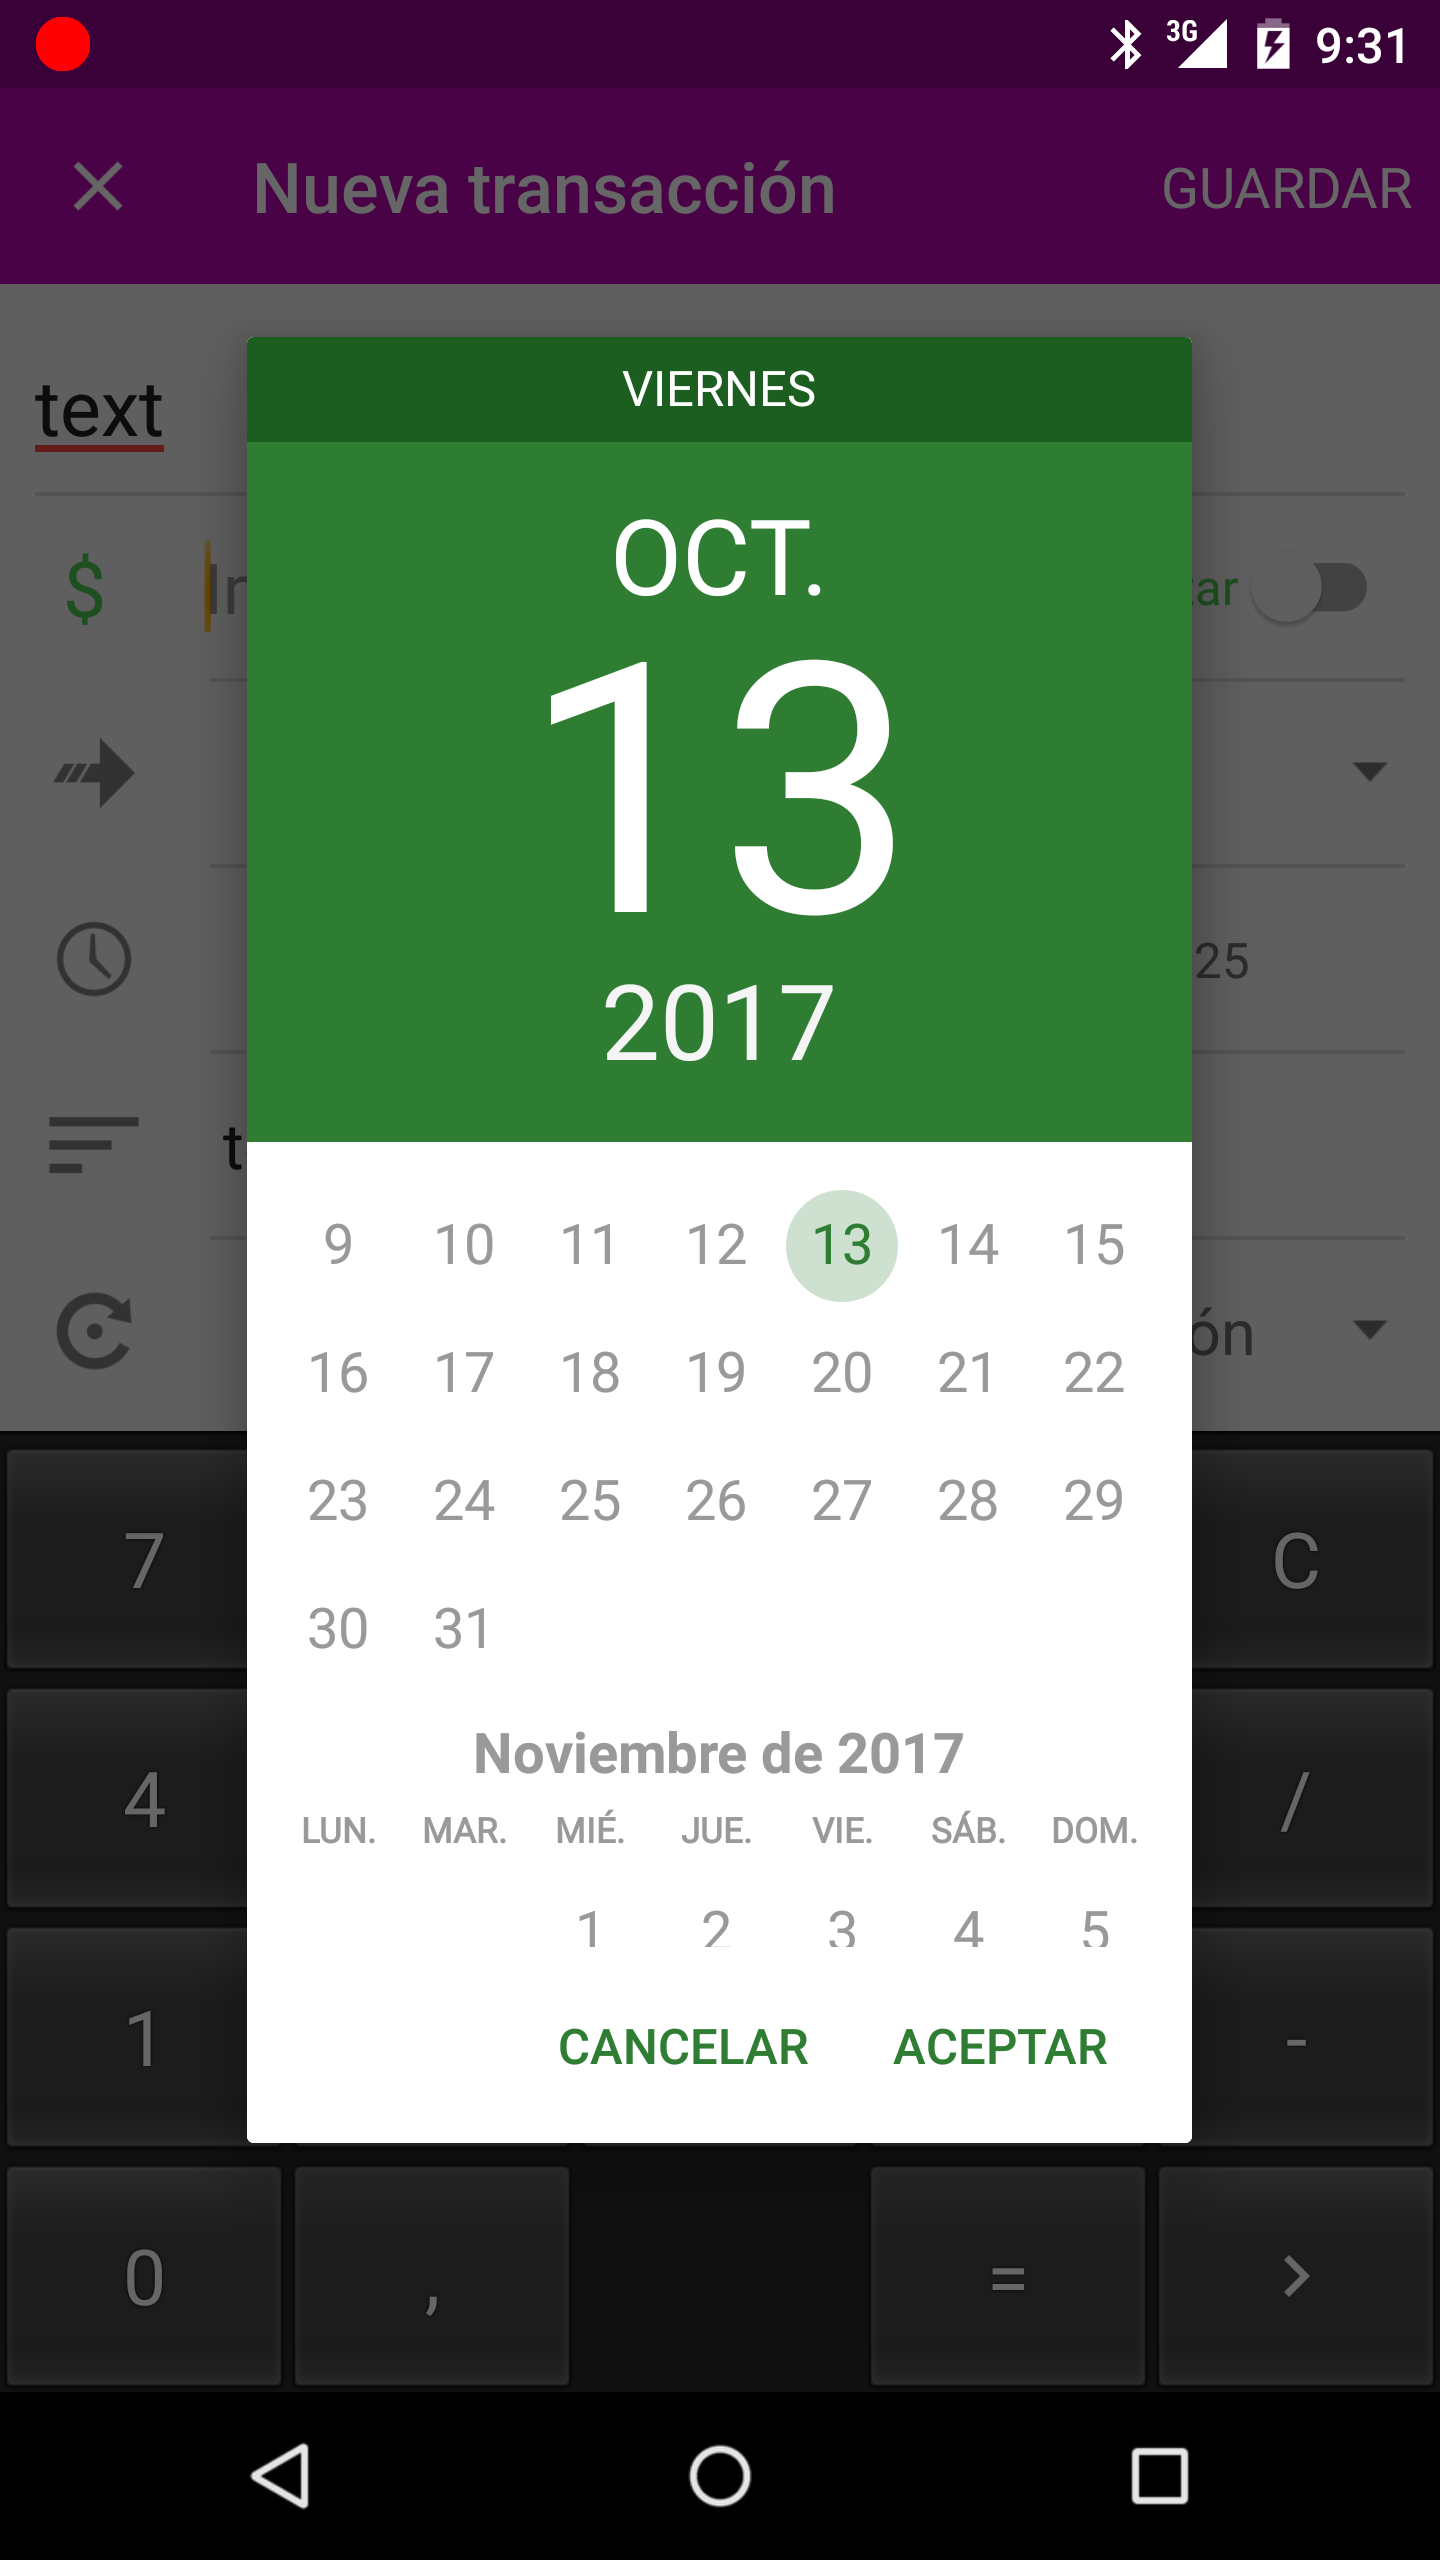 3G 9:31
Nueva transacción GUARDAR
VIERNES
text
OCT.
$
13
25
2017
t
9 10 11 12 13 14 15
16 17 18 19 20 21 22
ón
23 24 25 26 27 28 29
7 C
30 31
Noviembre de 2017
4 /
LUN. MAR. MIÉ. JUE. VIE. SÁB. DOM.
1 2 3 4 5
1 -
CANCELAR ACEPTAR
0 , = >